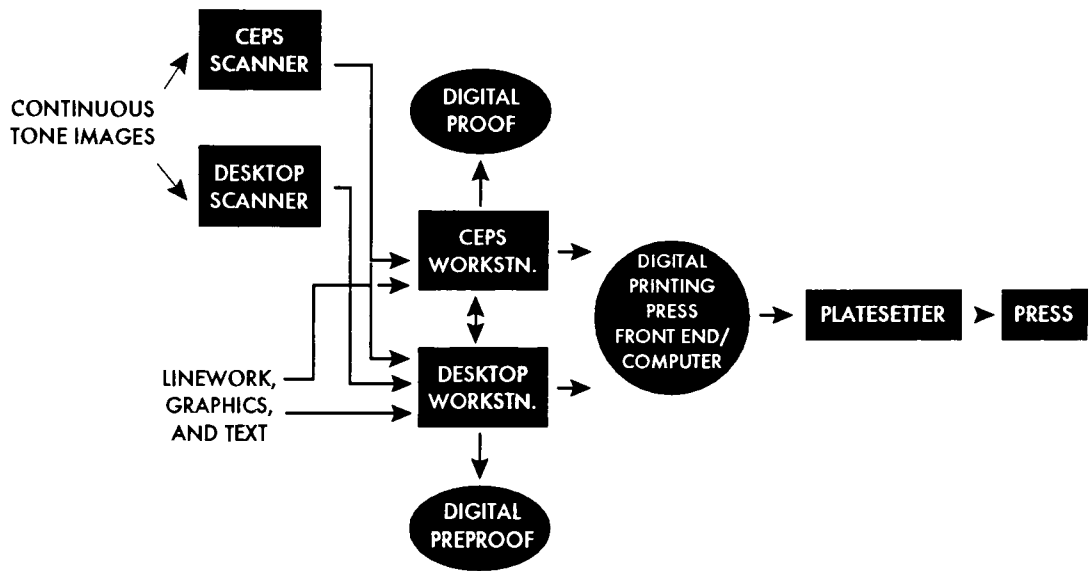 CEPS
SCANNER
CONTINUOUS
TONE IMAGES
DESKTOP
SCANNER
DIGITAL
PROOF
CEPS
WORKSTN.
DIGITAL
PRINTING
PRESS
FRONT END/
COMPUTER
PLATESETTER
PRESS
LINEWORK,
GRAPHICS,
AND TEXT
DESKTOP
WORKSTN.
DIGITAL
PREPROOF